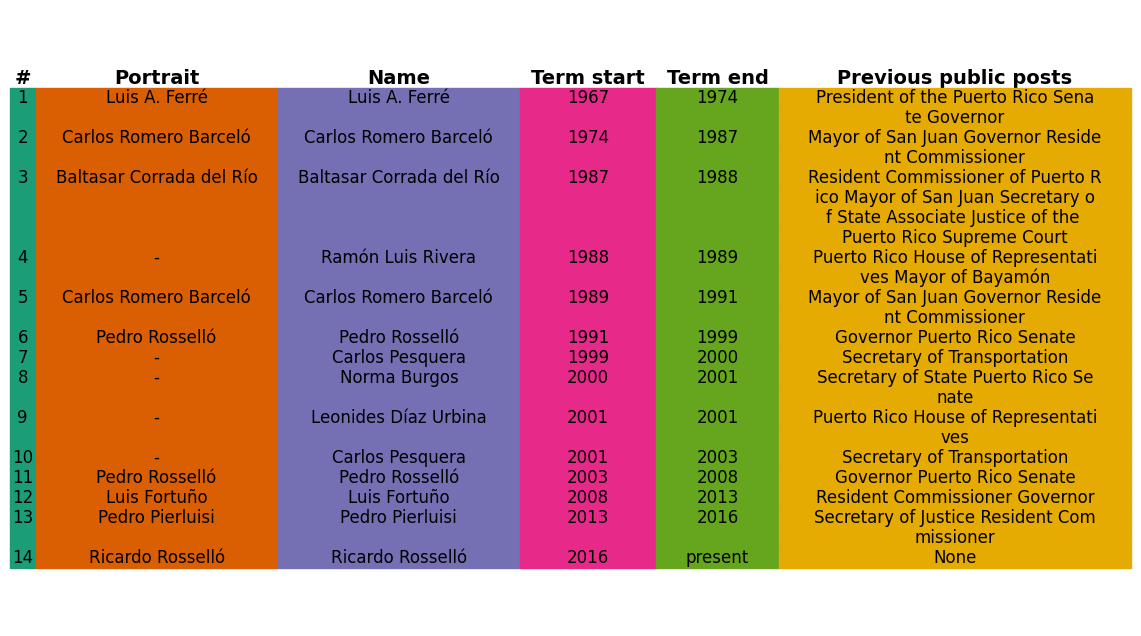 # Portrait Name Term start Term end Previous public posts
1 Luis A. Ferré Luis A. Ferré 1967 1974 President of the Puerto Rico Sena
te Governor
2 Carlos Romero Barceló Carlos Romero Barceló 1974 1987 Mayor of San Juan Governor Reside
nt Commissioner
3 Baltasar Corrada del Río Baltasar Corrada del Río 1987 1988 Resident Commissioner of Puerto R
ico Mayor of San Juan Secretary o
f State Associate Justice of the
Puerto Rico Supreme Court
4 - Ramón Luis Rivera 1988 1989 Puerto Rico House of Representati
ves Mayor of Bayamón
5 Carlos Romero Barceló Carlos Romero Barceló 1989 1991 Mayor of San Juan Governor Reside
nt Commissioner
6 Pedro Rosselló Pedro Rosselló 1991 1999 Governor Puerto Rico Senate
7 - Carlos Pesquera 1999 2000 Secretary of Transportation
8 - Norma Burgos 2000 2001 Secretary of State Puerto Rico Se
nate
9 - Leonides Díaz Urbina 2001 2001 Puerto Rico House of Representati
ves
10 - Carlos Pesquera 2001 2003 Secretary of Transportation
11 Pedro Rosselló Pedro Rosselló 2003 2008 Governor Puerto Rico Senate
12 Luis Fortuño Luis Fortuño 2008 2013 Resident Commissioner Governor
13 Pedro Pierluisi Pedro Pierluisi 2013 2016 Secretary of Justice Resident Com
missioner
14 Ricardo Rosselló Ricardo Rosselló 2016 present None